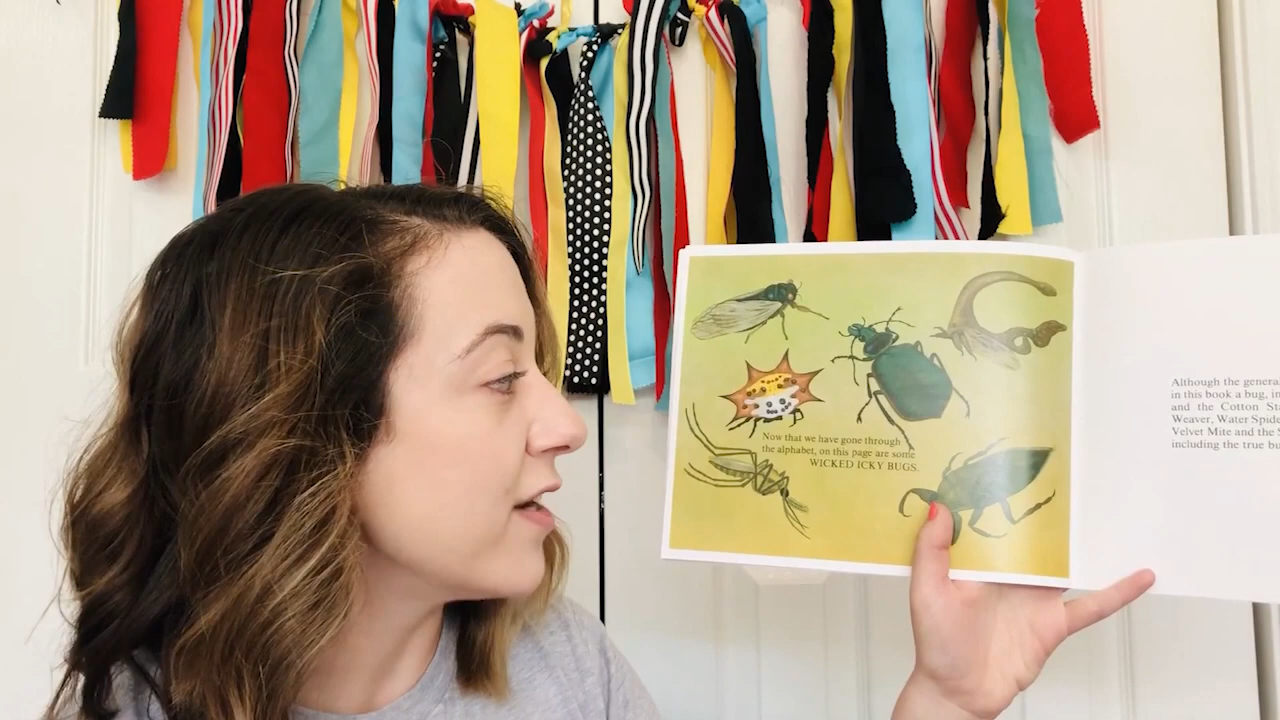 Now that we have gone through
the alphabet, on this page are some
WICKED ICKY BUGS.
Although the genera
in this book a bug, in
and the Cotton
Weaver, Water Spide
Velvet Mite and the S
including the true bu